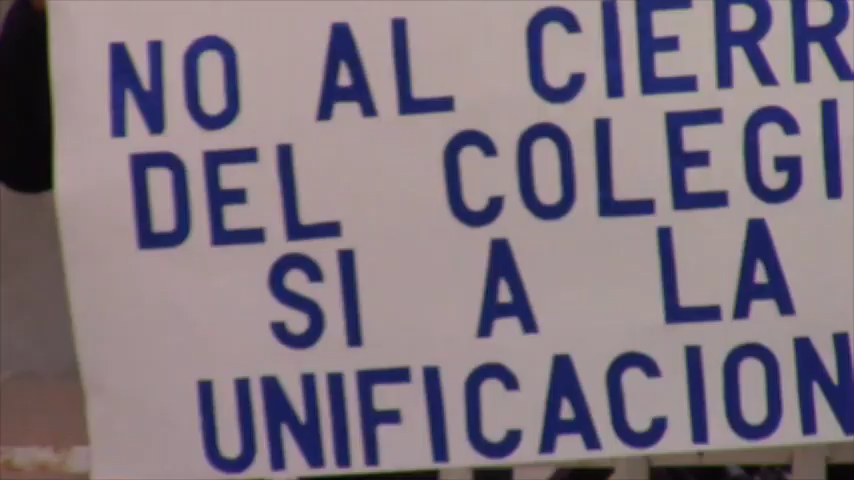 NO AL CIERR
DEL COLEGI
SI A LA
UNIFICACION